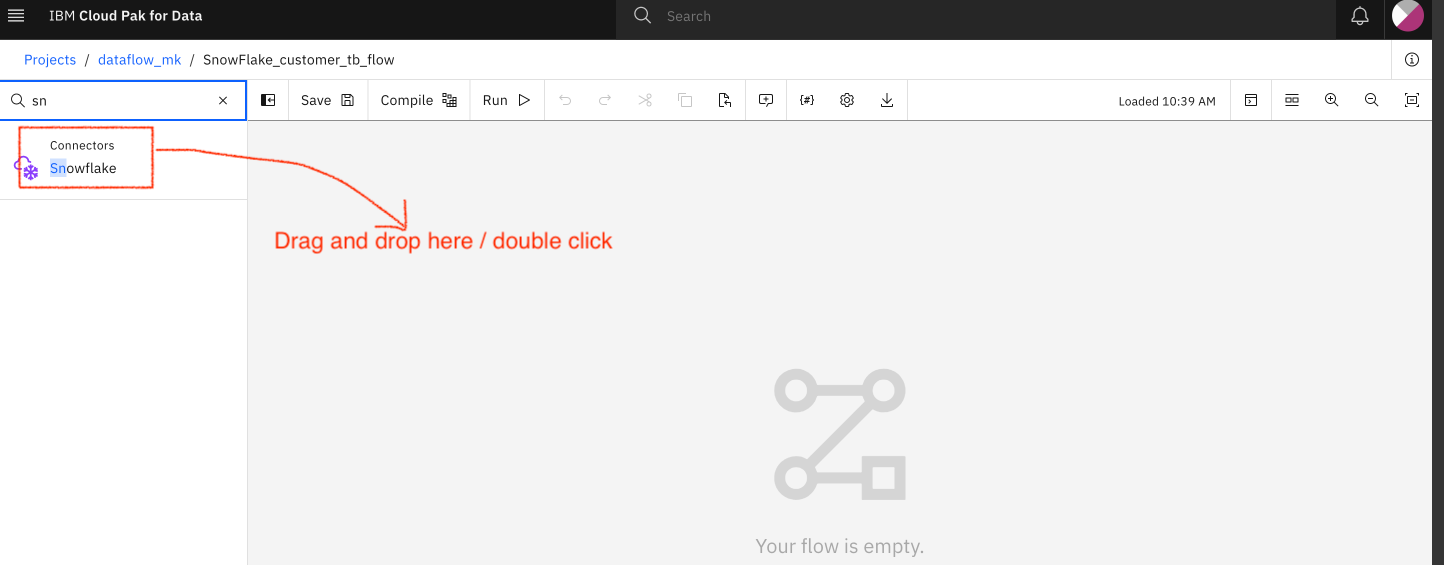 IBM Cloud Pak for Data
Search
Projects / dataflow_mk / SnowFlake_customer_tb_flow
sn
Save
Compile
Run
{#}
Loaded 10:39 AM
Connectors
Snowflake
Drag and drop here / double click
Your flow is empty.